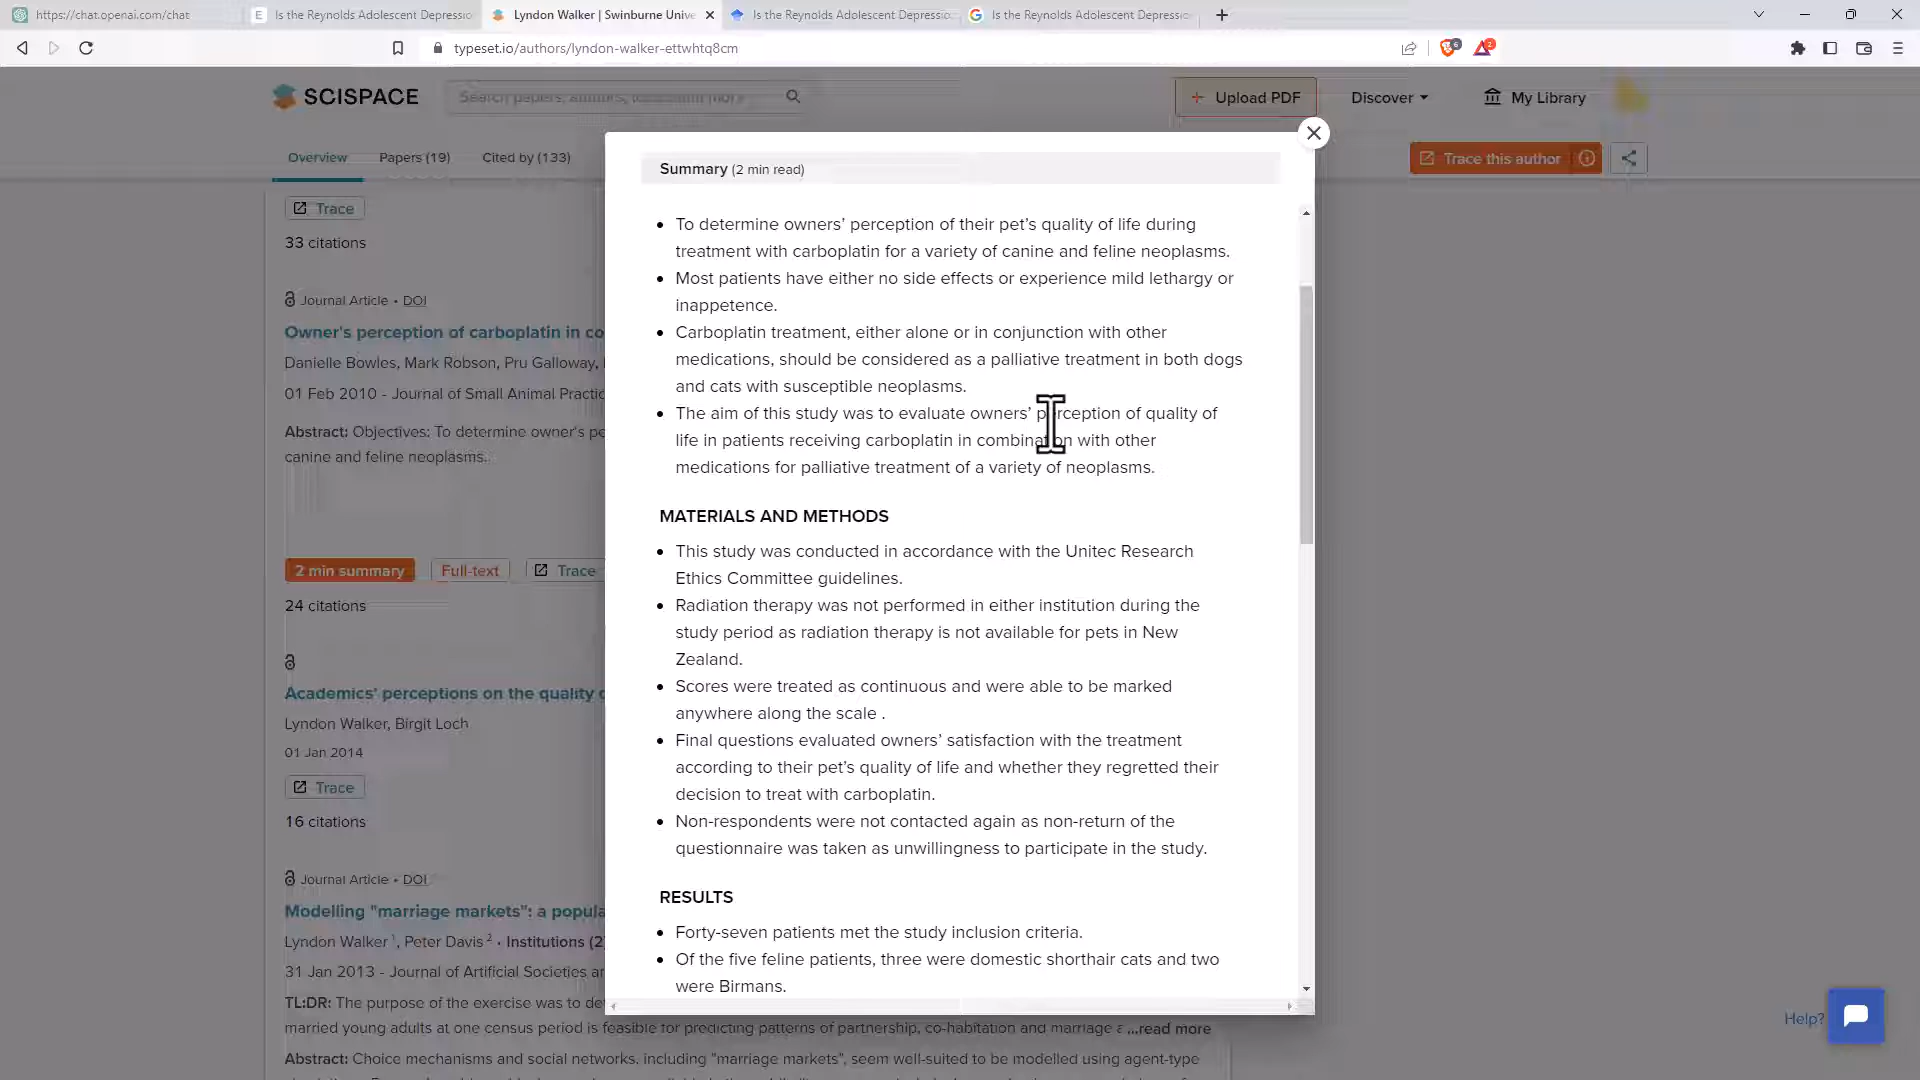 https://chat.openai.com/chat
Is the Reynolds Adolescent Depressio
Lyndon Walker | Swinburne Unive
Is the Reynolds Adolescent Depressio
Is the Reynolds Adolescent Depressio
typeset.io/authors/lyndon-walker-ettwhtq8cm
6
2
SCISPACE
Search papers, authors,
Upload PDF
Discover
My Library
Overview
Papers (19)
Cited by (133)
Trace this author
Trace
33 citations
Journal Article • DOI
Owner's perception of carboplatin in co
Danielle Bowles, Mark Robson, Pru Galloway,
01 Feb 2010 - Journal of Small Animal Practic
Abstract: Objectives: To determine owner's pe
canine and feline neoplasms.
2 min summary
Full-text
Trace
24 citations
Academics' perceptions on the quality
Lyndon Walker, Birgit Loch
01 Jan 2014
Trace
16 citations
Journal Article • DOI
Modelling "marriage markets": a popula
Lyndon Walker 1, Peter Davis 2 • Institutions (2)
31 Jan 2013 - Journal of Artificial Societies an
TL;DR: The purpose of the exercise was to de
married young adults at one census period is feasible for predicting patterns of partnership, co-habitation and marriage a ...read more
Abstract: Choice mechanisms and social networks, including "marriage markets", seem well-suited to be modelled using agent-type
Summary (2 min read)
• To determine owners’ perception of their pet’s quality of life during
treatment with carboplatin for a variety of canine and feline neoplasms.
• Most patients have either no side effects or experience mild lethargy or
inappetence.
• Carboplatin treatment, either alone or in conjunction with other
medications, should be considered as a palliative treatment in both dogs
and cats with susceptible neoplasms.
• The aim of this study was to evaluate owners’ perception of quality of
life in patients receiving carboplatin in combination with other
medications for palliative treatment of a variety of neoplasms.
MATERIALS AND METHODS
• This study was conducted in accordance with the Unitec Research
Ethics Committee guidelines.
• Radiation therapy was not performed in either institution during the
study period as radiation therapy is not available for pets in New
Zealand.
• Scores were treated as continuous and were able to be marked
anywhere along the scale .
• Final questions evaluated owners’ satisfaction with the treatment
according to their pet’s quality of life and whether they regretted their
decision to treat with carboplatin.
• Non-respondents were not contacted again as non-return of the
questionnaire was taken as unwillingness to participate in the study.
RESULTS
• Forty-seven patients met the study inclusion criteria.
• Of the five feline patients, three were domestic shorthair cats and two
were Birmans.
Help?